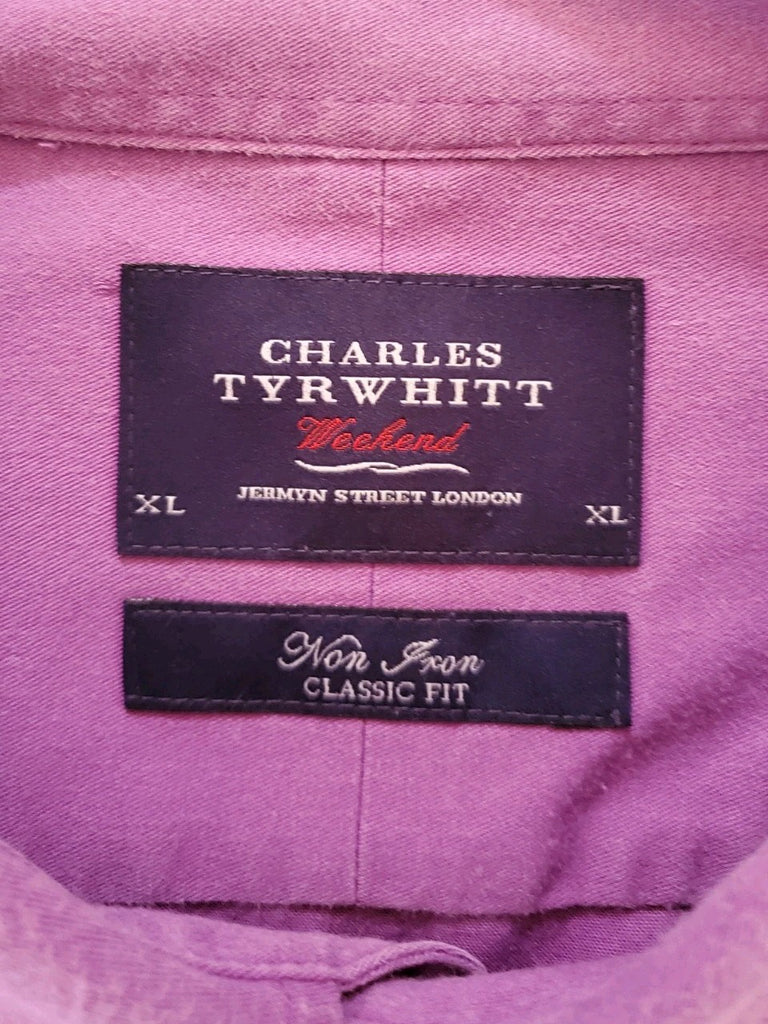 CHARLES
TYRWHITT
Weekend
JERMYN STREET LONDON
XL
XL
Non Iron
CLASSIC FIT